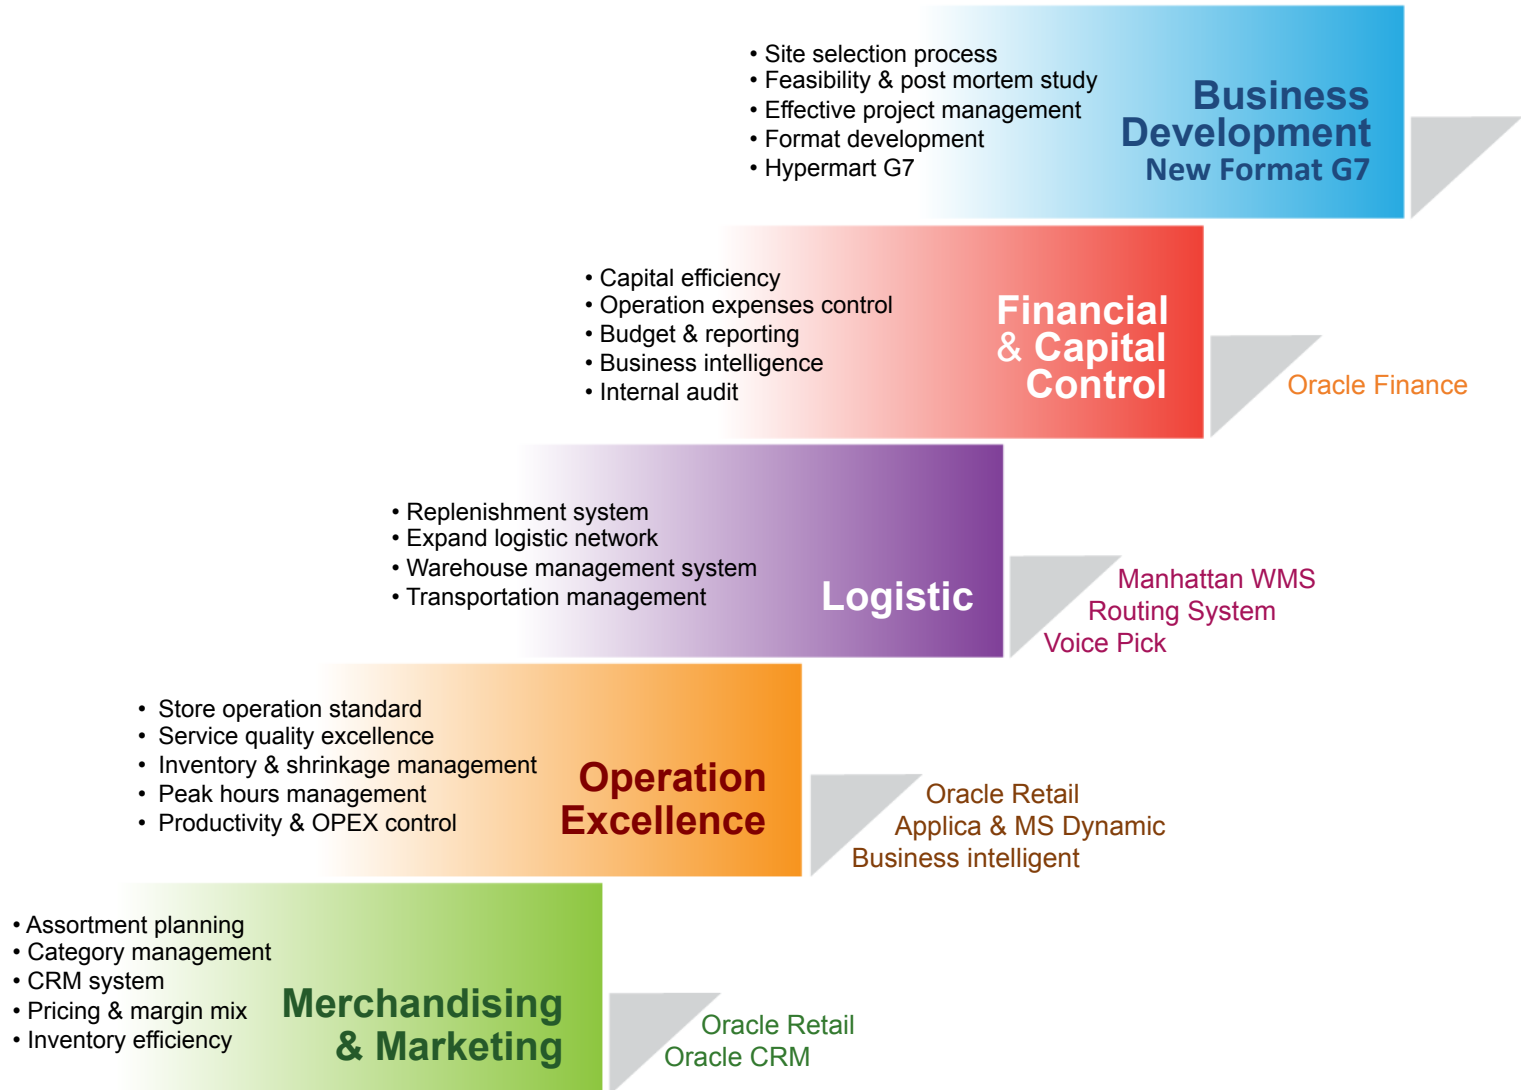 • Site selection process
• Feasibility & post mortem study
• Effective project management
• Format development
• Hypermart G7
Business
Development
New Format G7
• Capital efficiency
• Operation expenses control
• Budget & reporting
• Business intelligence
• Internal audit
Financial
& Capital
Control
Oracle Finance
• Replenishment system
• Expand logistic network
• Warehouse management system
• Transportation management
Logistic
Manhattan WMS
Routing System
Voice Pick
• Store operation standard
• Service quality excellence
• Inventory & shrinkage management
• Peak hours management
• Productivity & OPEX control
Operation
Excellence
Oracle Retail
Applica & MS Dynamic
Business intelligent
• Assortment planning
• Category management
• CRM system
• Pricing & margin mix
• Inventory efficiency
Merchandising
& Marketing
Oracle Retail
Oracle CRM